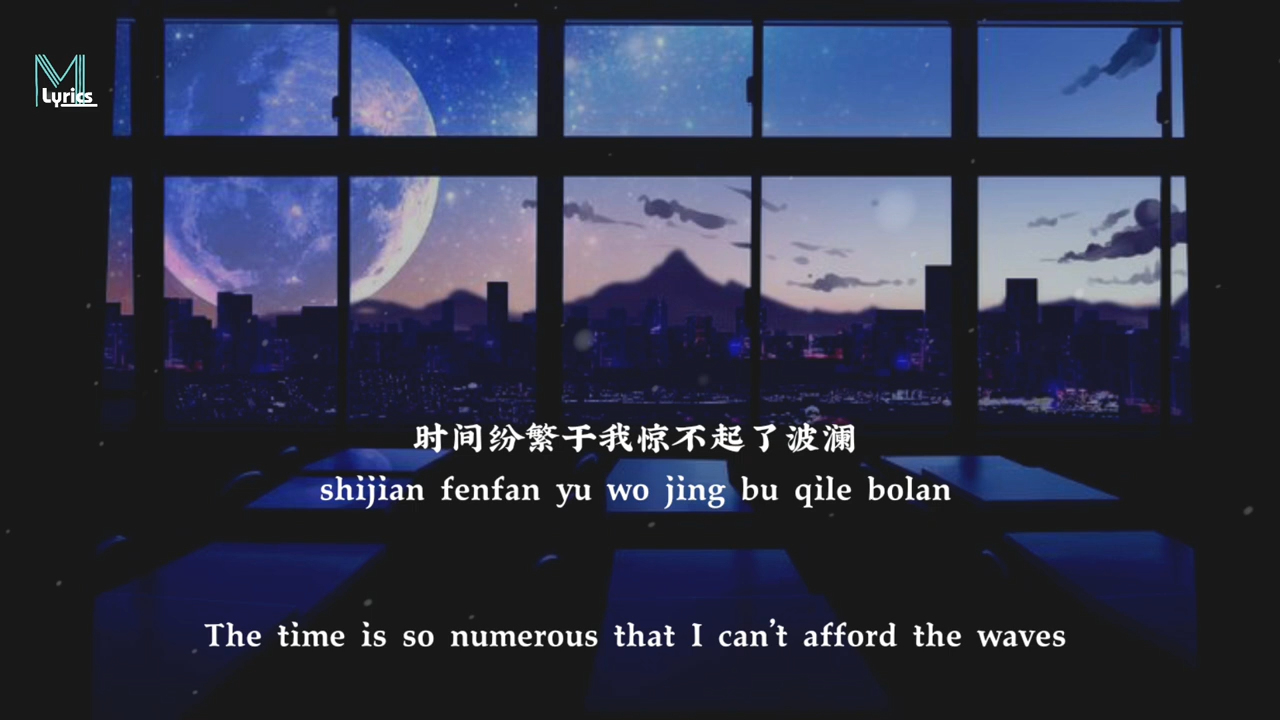 M
Lyrics
时间纷繁于我惊不起了波澜
shijian fenfan yu wo jing bu qile bolan
The time is so numerous that I can't afford the waves